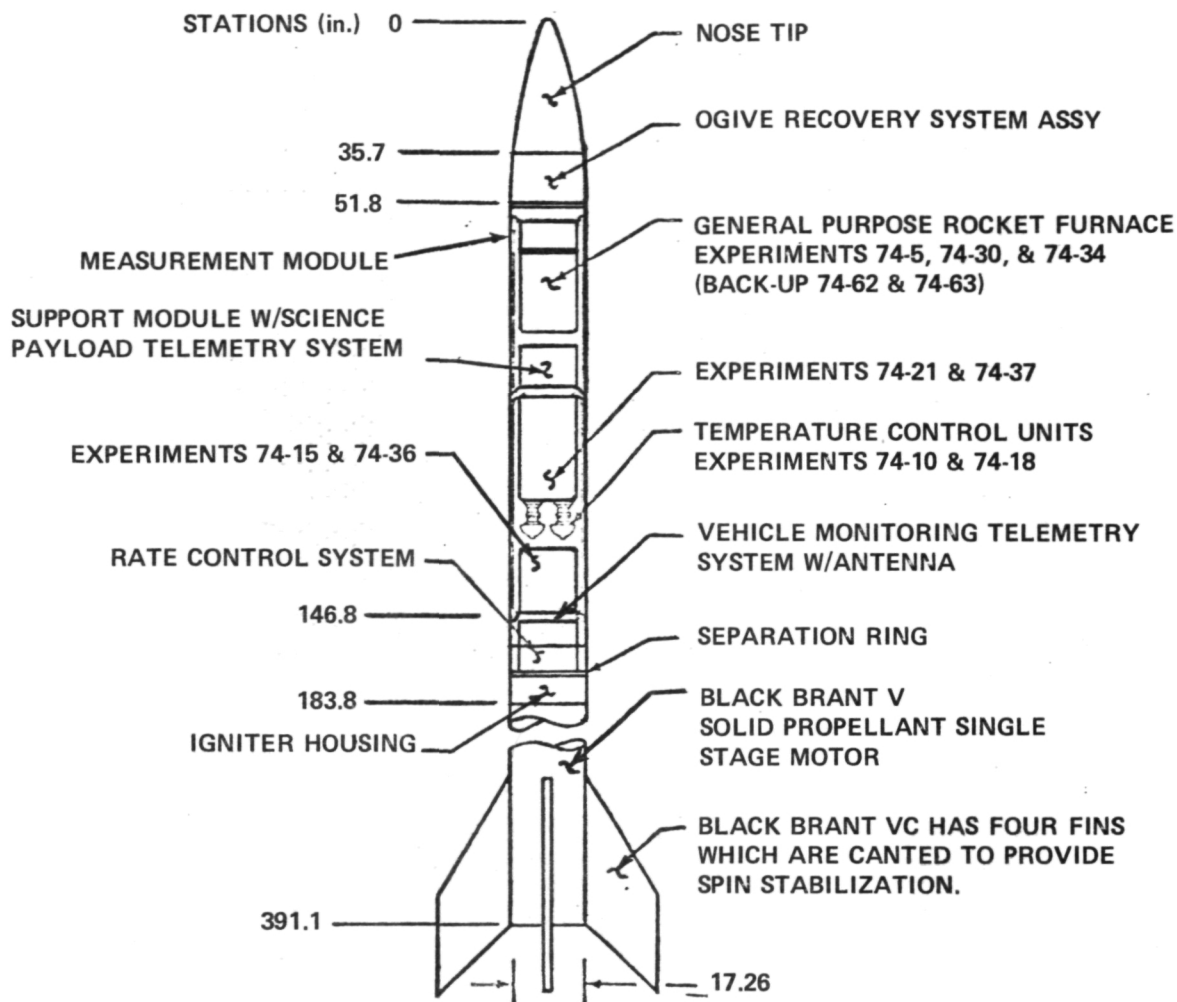 STATIONS (in.) 0
NOSE TIP
OGIVE RECOVERY SYSTEM ASSY
35.7
51.8
GENERAL PURPOSE ROCKET FURNACE
EXPERIMENTS 74-5, 74-30, & 74-34
(BACK-UP 74-62 & 74-63)
MEASUREMENT MODULE
SUPPORT MODULE W/SCIENCE
PAYLOAD TELEMETRY SYSTEM
EXPERIMENTS 74-21 & 74-37
TEMPERATURE CONTROL UNITS
EXPERIMENTS 74-10 & 74-18
EXPERIMENTS 74-15 & 74-36
VEHICLE MONITORING TELEMETRY
SYSTEM W/ANTENNA
RATE CONTROL SYSTEM
146.8
SEPARATION RING
183.8
BLACK BRANT V
SOLID PROPELLANT SINGLE
STAGE MOTOR
IGNITER HOUSING
BLACK BRANT VC HAS FOUR FINS
WHICH ARE CANTED TO PROVIDE
SPIN STABILIZATION.
391.1
17.26